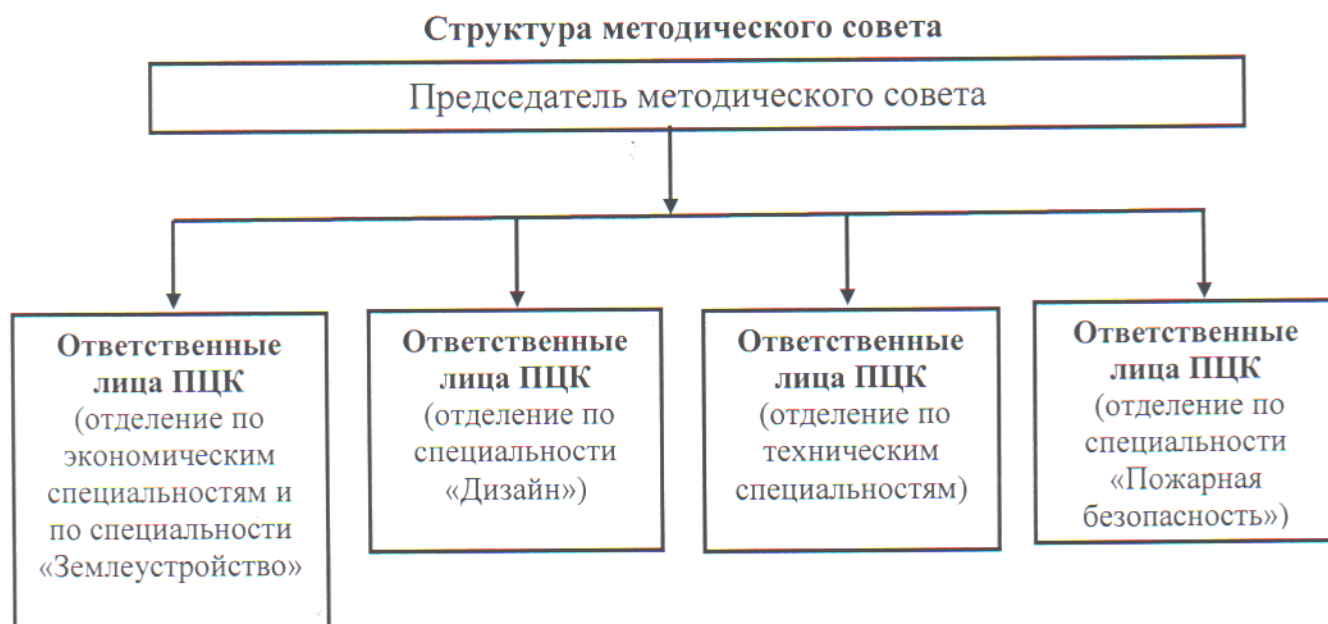 Структура методического совета
Председатель методического совета
Ответственные
лица ПЦК
(отделение по
экономическим
специальностям и
по специальности
«Землеустройство»
Ответственные
лица ПЦК
(отделение по
специальности
«Дизайн»)
Ответственные
лица ПЦК
(отделение по
техническим
специальностям)
Ответственные
лица ПЦК
(отделение по
специальности
«Пожарная
безопасность»)